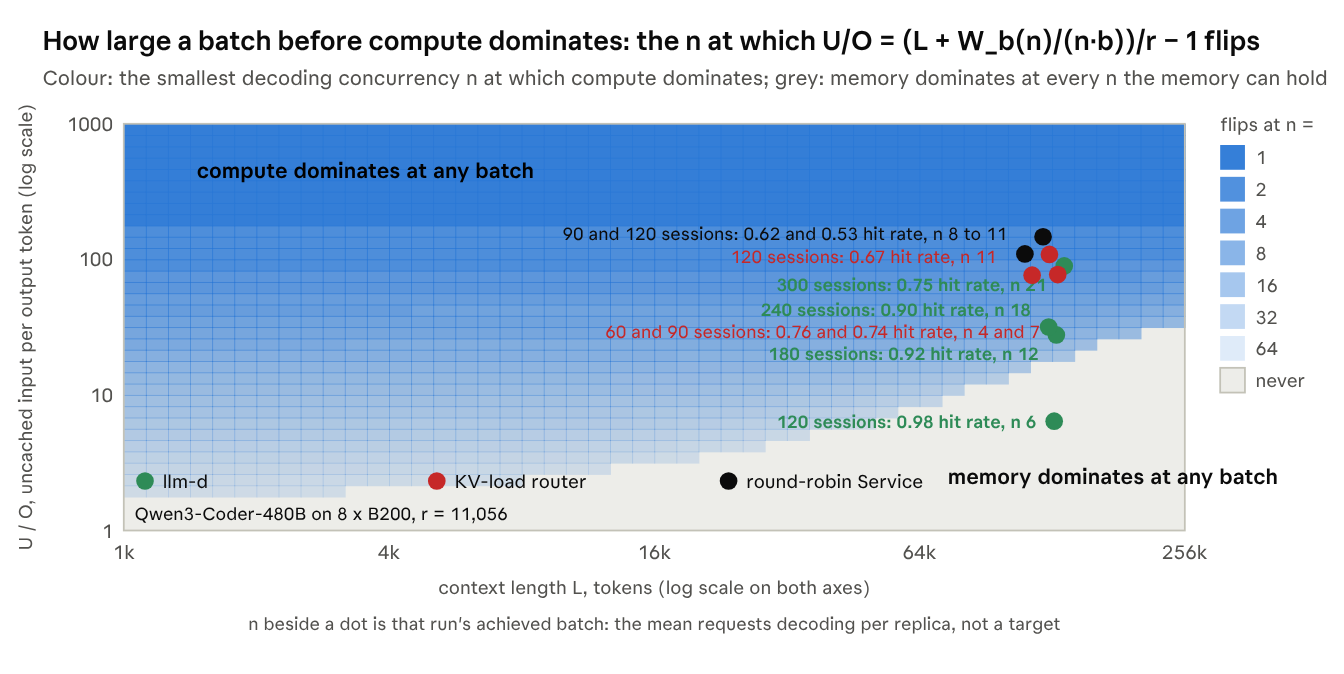 How large a batch before compute dominates: the n at which U/O = (L + W_b(n)/(n·b))/r − 1 flips
Colour: the smallest decoding concurrency n at which compute dominates; grey: memory dominates at every n the memory can hold
U / O, uncached input per output token (log scale)
1000
100
10
1
compute dominates at any batch
90 and 120 sessions: 0.62 and 0.53 hit rate, n 8 to 11
120 sessions: 0.67 hit rate, n 11
300 sessions: 0.75 hit rate, n 21
240 sessions: 0.90 hit rate, n 18
60 and 90 sessions: 0.76 and 0.74 hit rate, n 4 and 7
180 sessions: 0.92 hit rate, n 12
120 sessions: 0.98 hit rate, n 6
memory dominates at any batch
llm-d
KV-load router
round-robin Service
Qwen3-Coder-480B on 8 x B200, r = 11,056
flips at n =
1
2
4
8
16
32
64
never
1k
4k
16k
64k
256k
context length L, tokens (log scale on both axes)
n beside a dot is that run's achieved batch: the mean requests decoding per replica, not a target